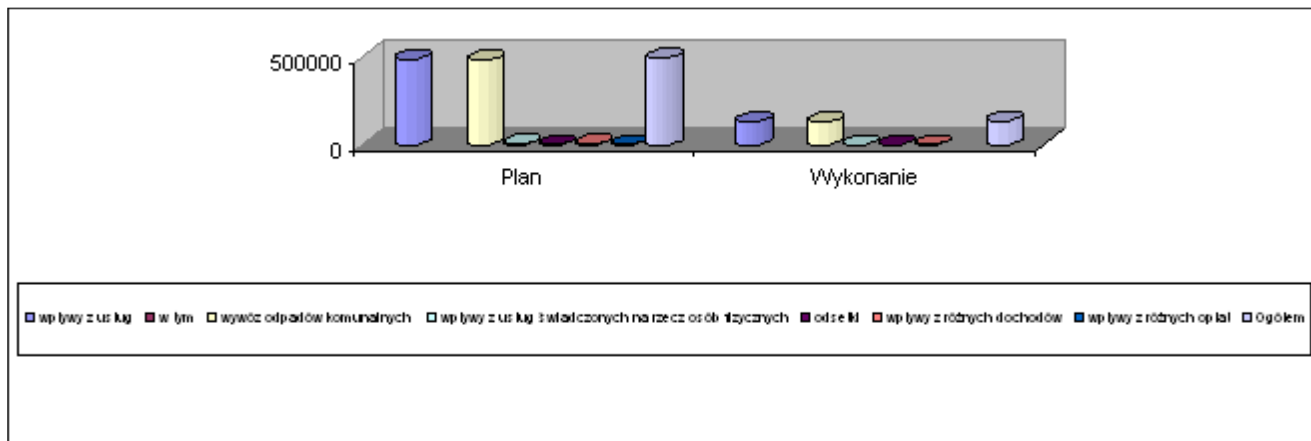 500000
0
Plan Wykonanie
wpływy z usług w tym wywóz odpadów komunalnych wpływy z usług świadczonych na rzecz osób fizycznych odsetki wpływy z różnych dochodów wpływy z różnych opłat Ogółem